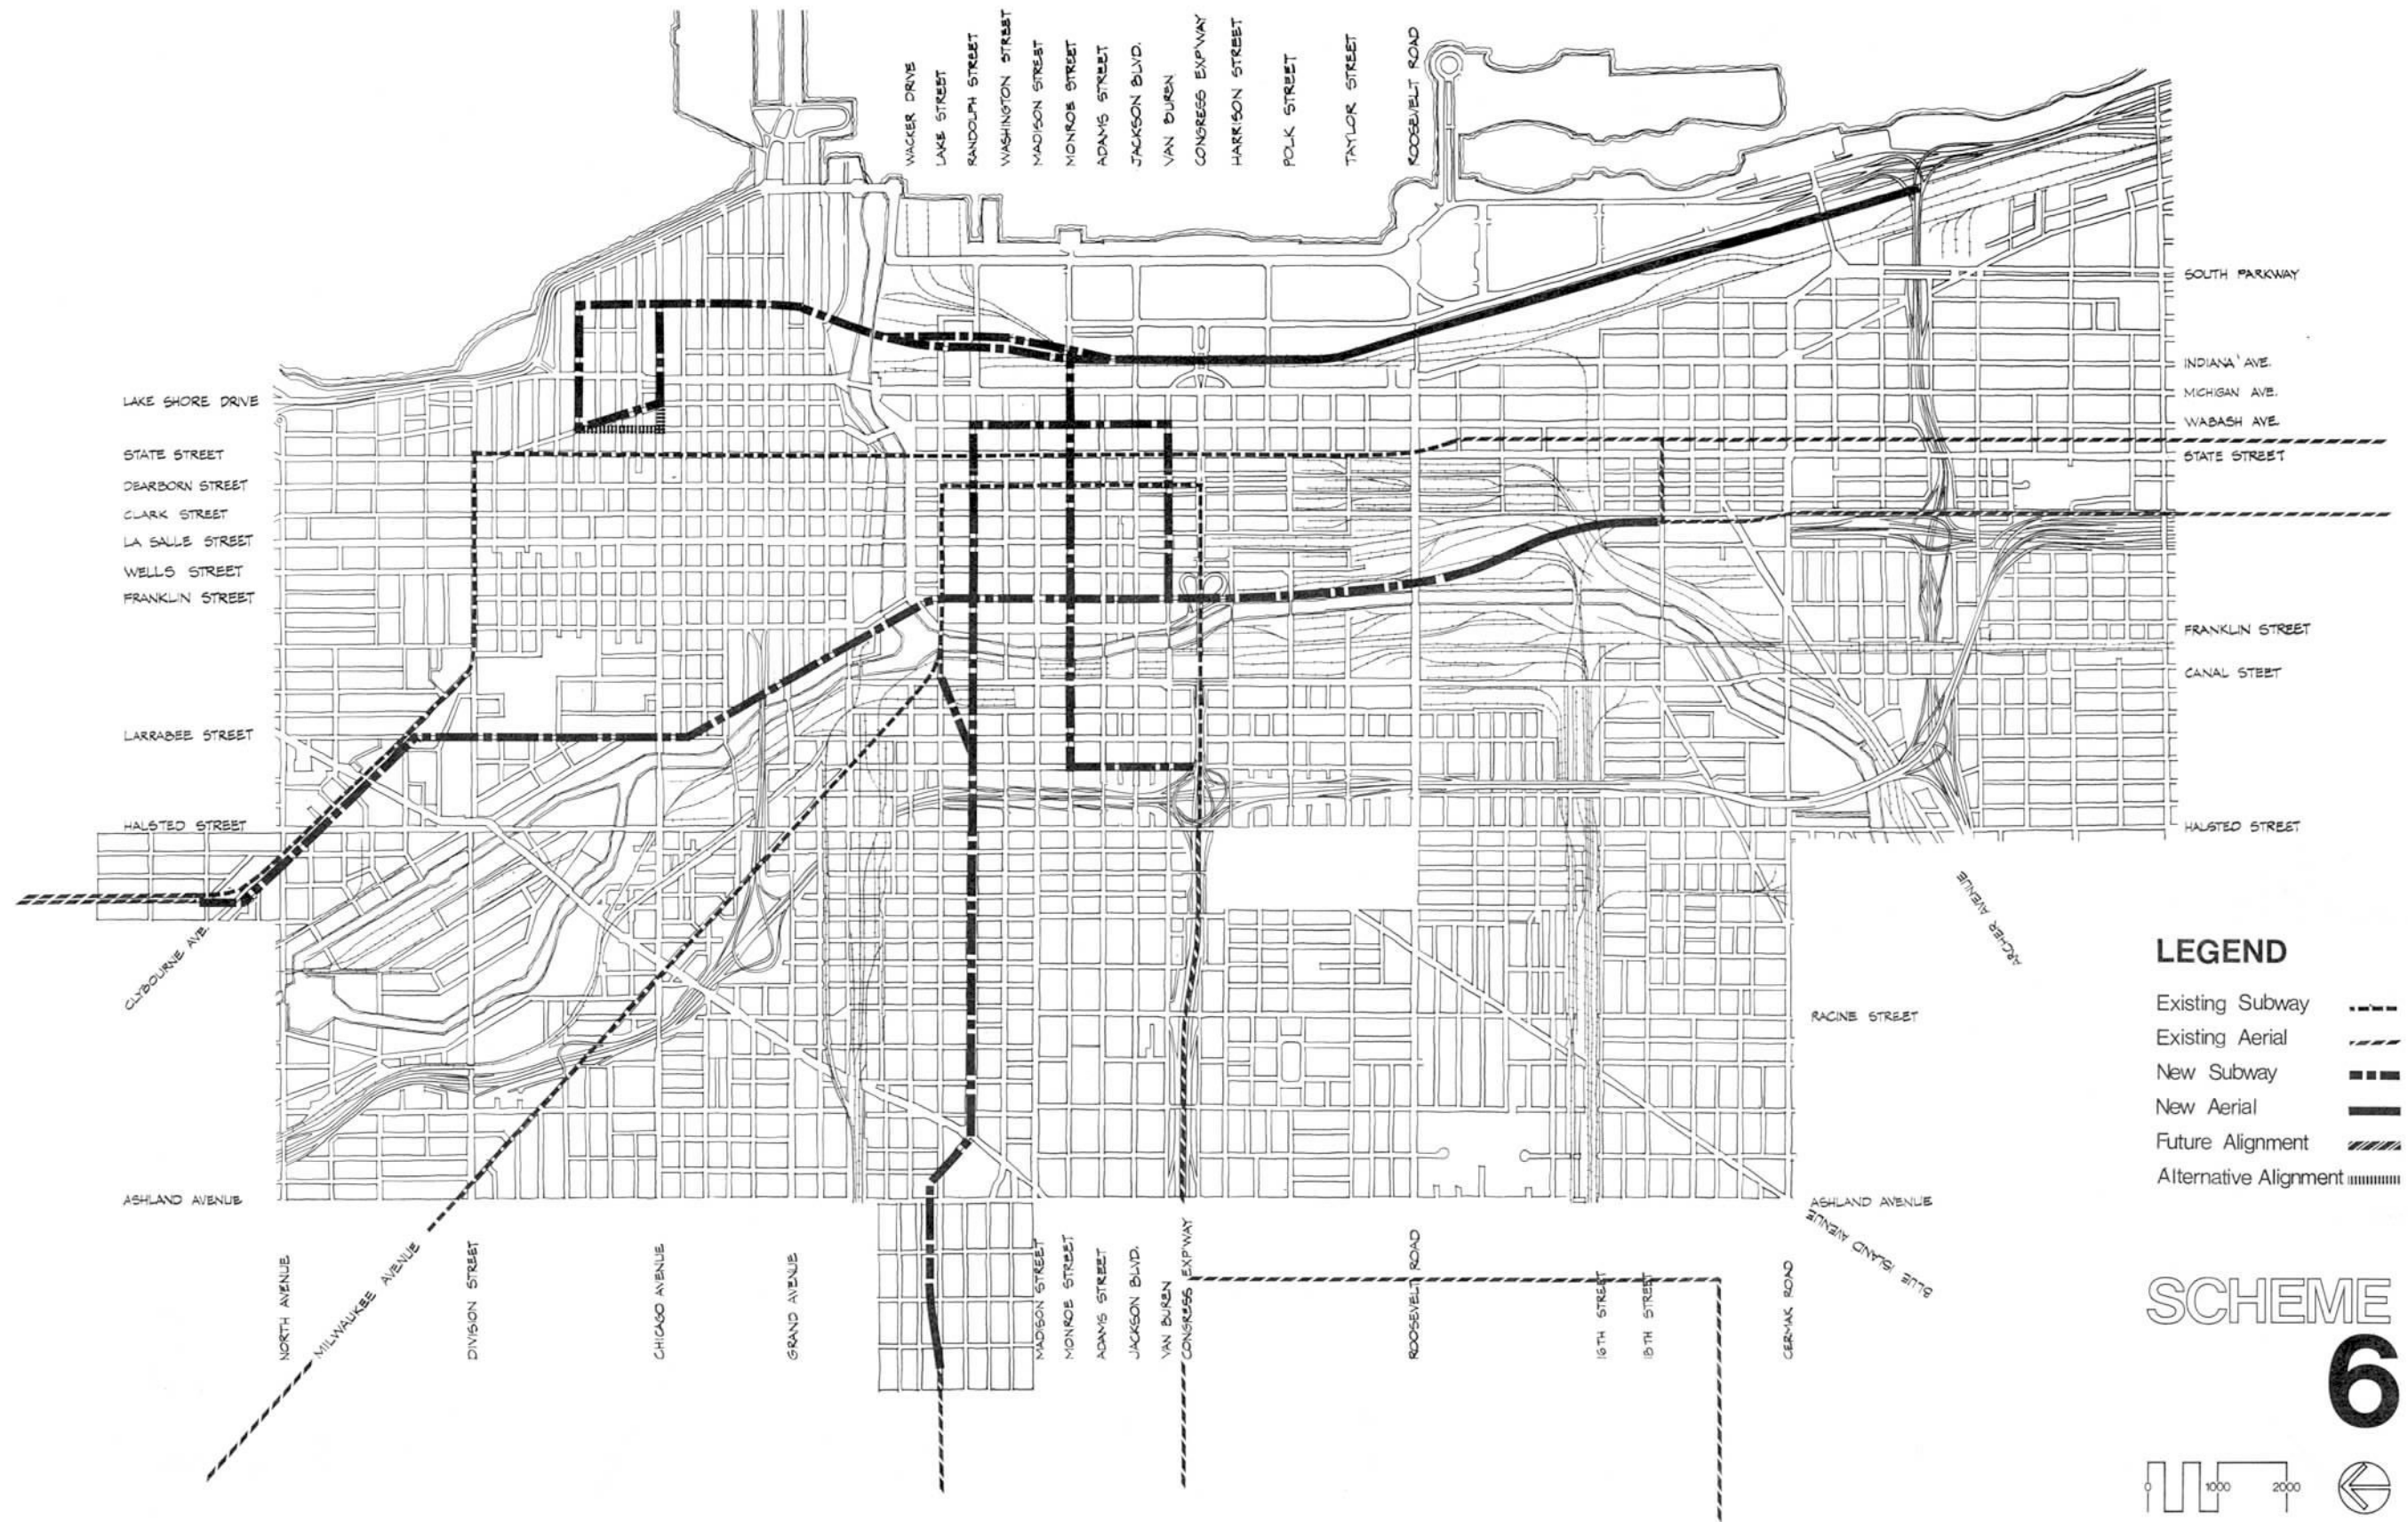 WACKER DRIVE
LAKE STREET
RANDOLPH STREET
WASHINGTON STREET
MADISON STREET
MONROE STREET
ADAMS STREET
JACKSON BLVD.
VAN BUREN
CONGRESS EXP'WAY
HARRISON STREET
POLK STREET
TAYLOR STREET
ROOSEVELT ROAD
LAKE SHORE DRIVE
STATE STREET
DEARBORN STREET
CLARK STREET
LA SALLE STREET
WELLS STREET
FRANKLIN STREET
LARRABEE STREET
HALSTED STREET
CLYBOURNE AVE.
ASHLAND AVENUE
SOUTH PARKWAY
INDIANA AVE.
MICHIGAN AVE.
WABASH AVE.
STATE STREET
FRANKLIN STREET
CANAL STEET
HALSTED STREET
ARCHER AVENUE
RACINE STREET
ASHLAND AVENUE
BLUE ISLAND AVENUE
NORTH AVENUE
MILWAUKEE AVENUE
DIVISION STREET
CHICAGO AVENUE
GRAND AVENUE
MADISON STREET
MONROE STREET
ADAMS STREET
JACKSON BLVD.
VAN BUREN
CONGRESS EXP'WAY
ROOSEVELT ROAD
16TH STREET
18TH STREET
CERMAK ROAD
LEGEND
Existing Subway
Existing Aerial
New Subway
New Aerial
Future Alignment
Alternative Alignment
SCHEME
6
0 1000 2000